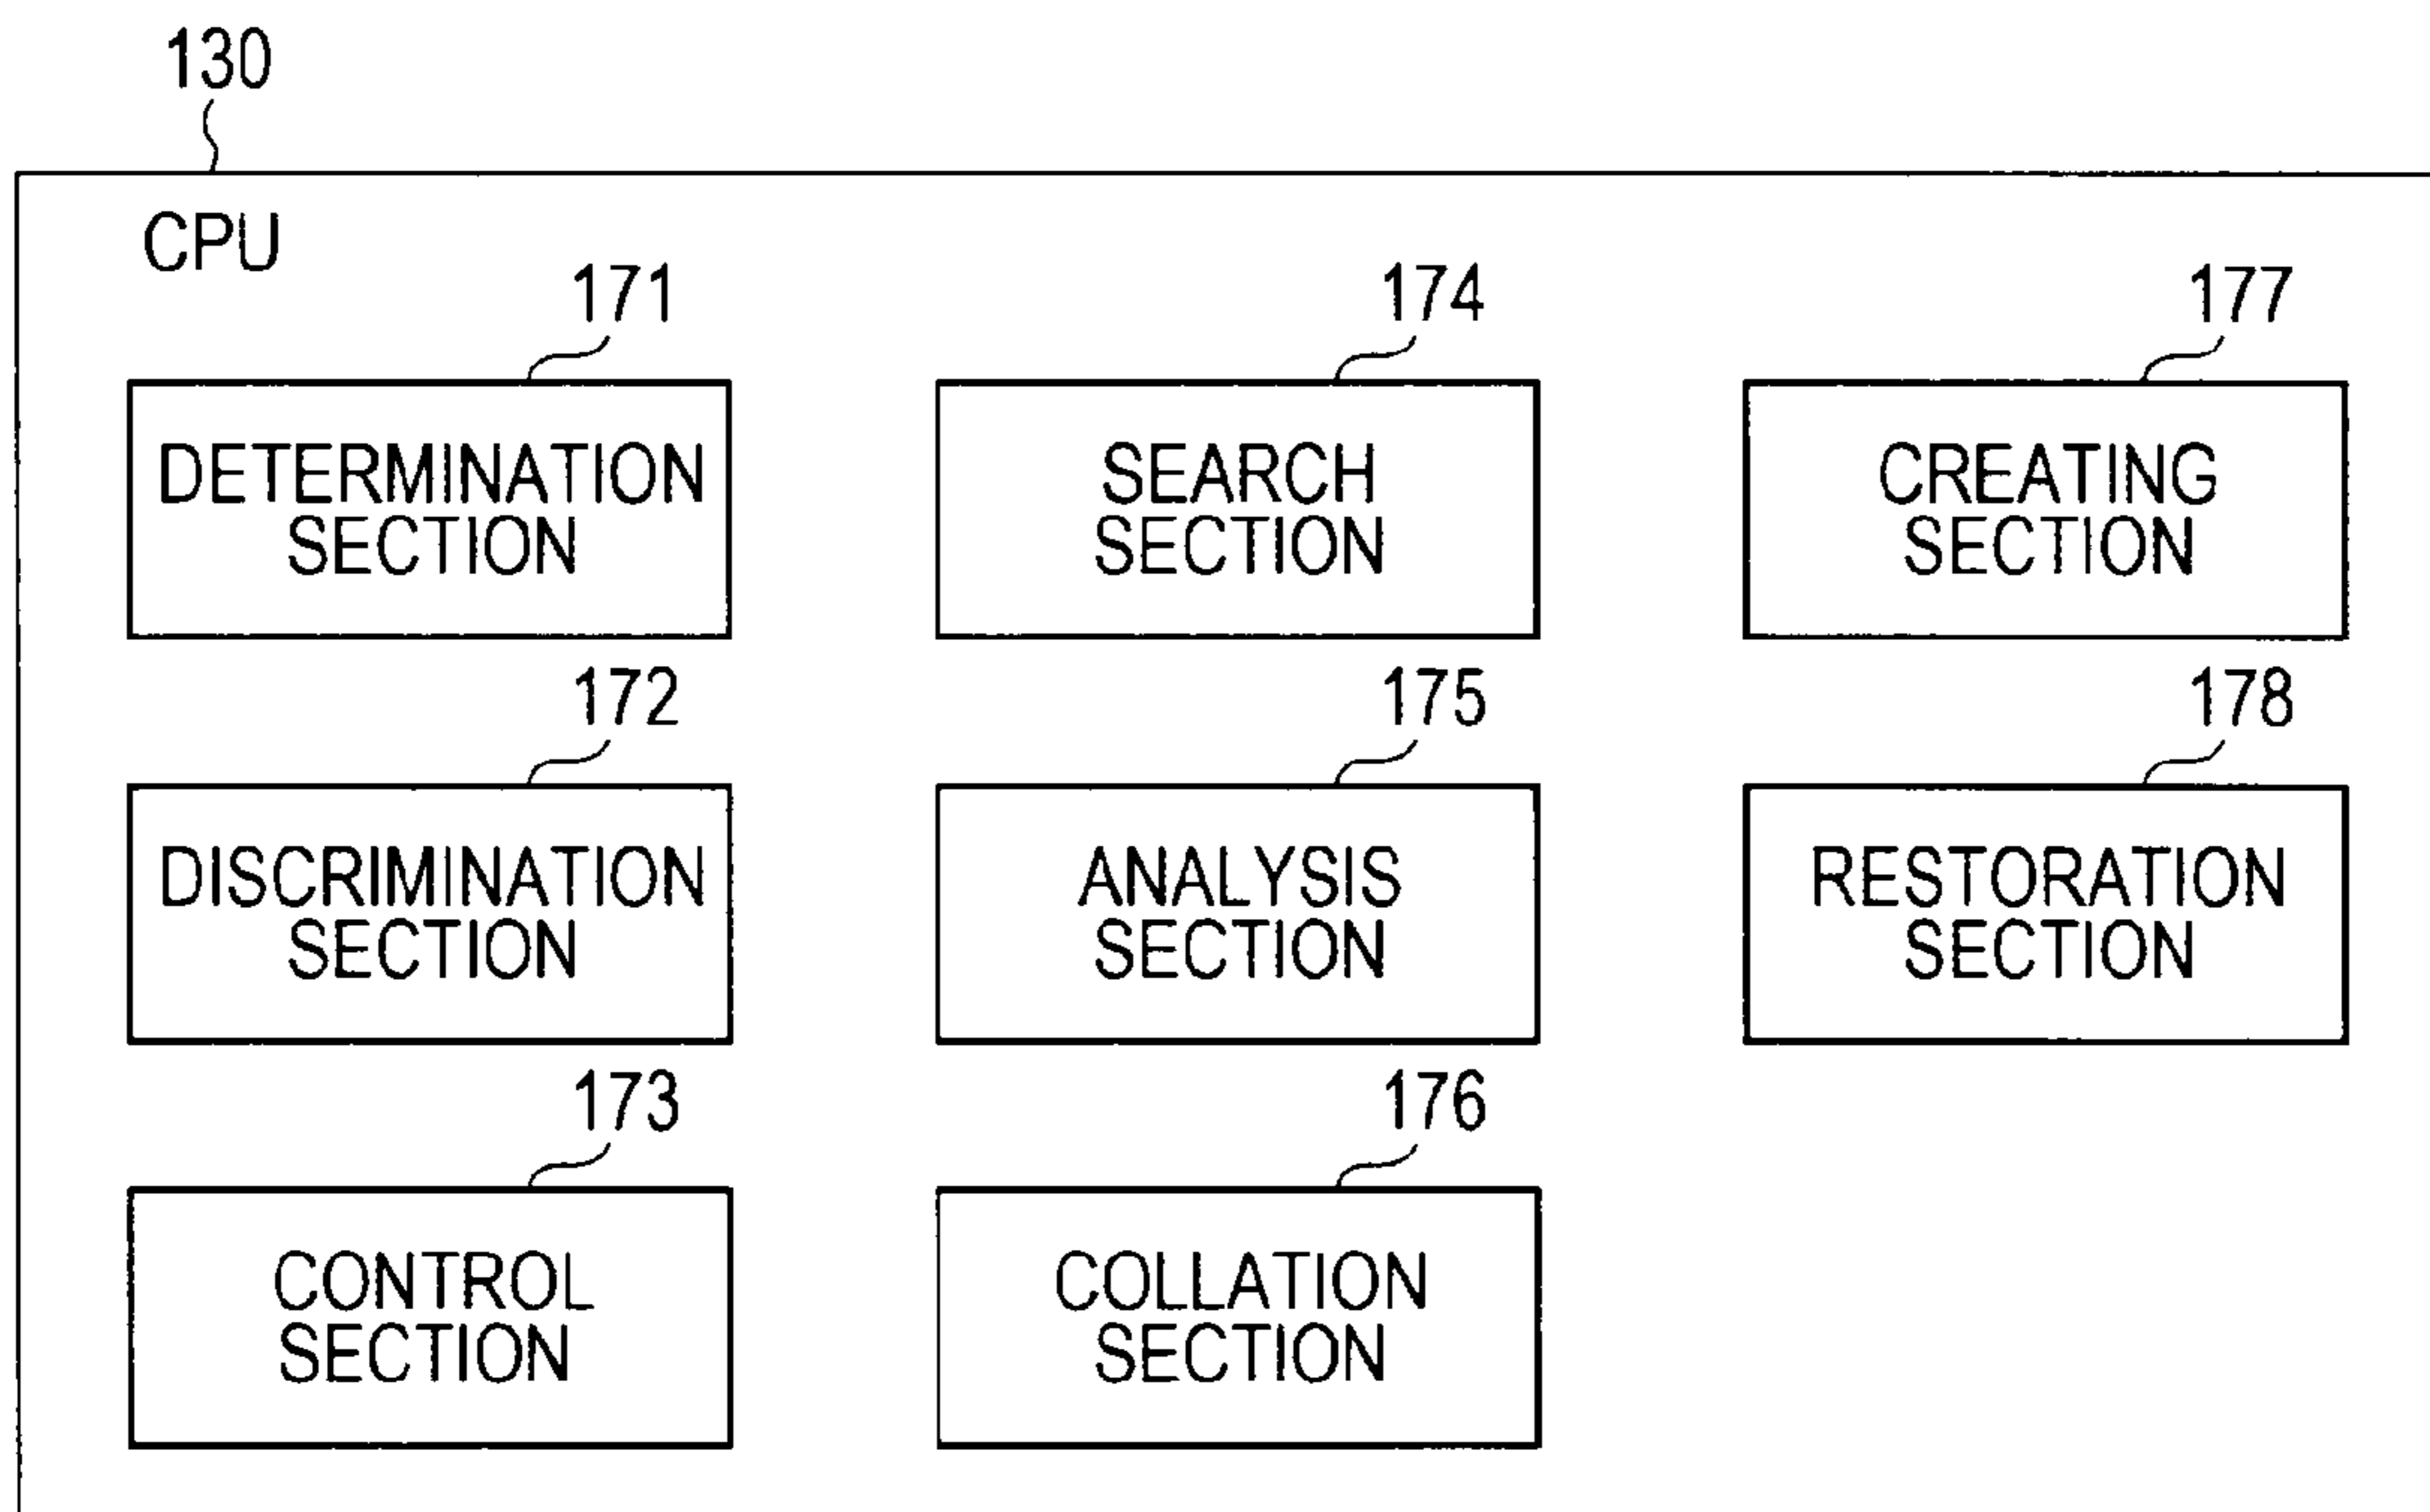 130
CPU
171
174
177
DETERMINATION
SECTION
SEARCH
SECTION
CREATING
SECTION
172
175
178
DISCRIMINATION
SECTION
ANALYSIS
SECTION
RESTORATION
SECTION
173
176
CONTROL
SECTION
COLLATION
SECTION